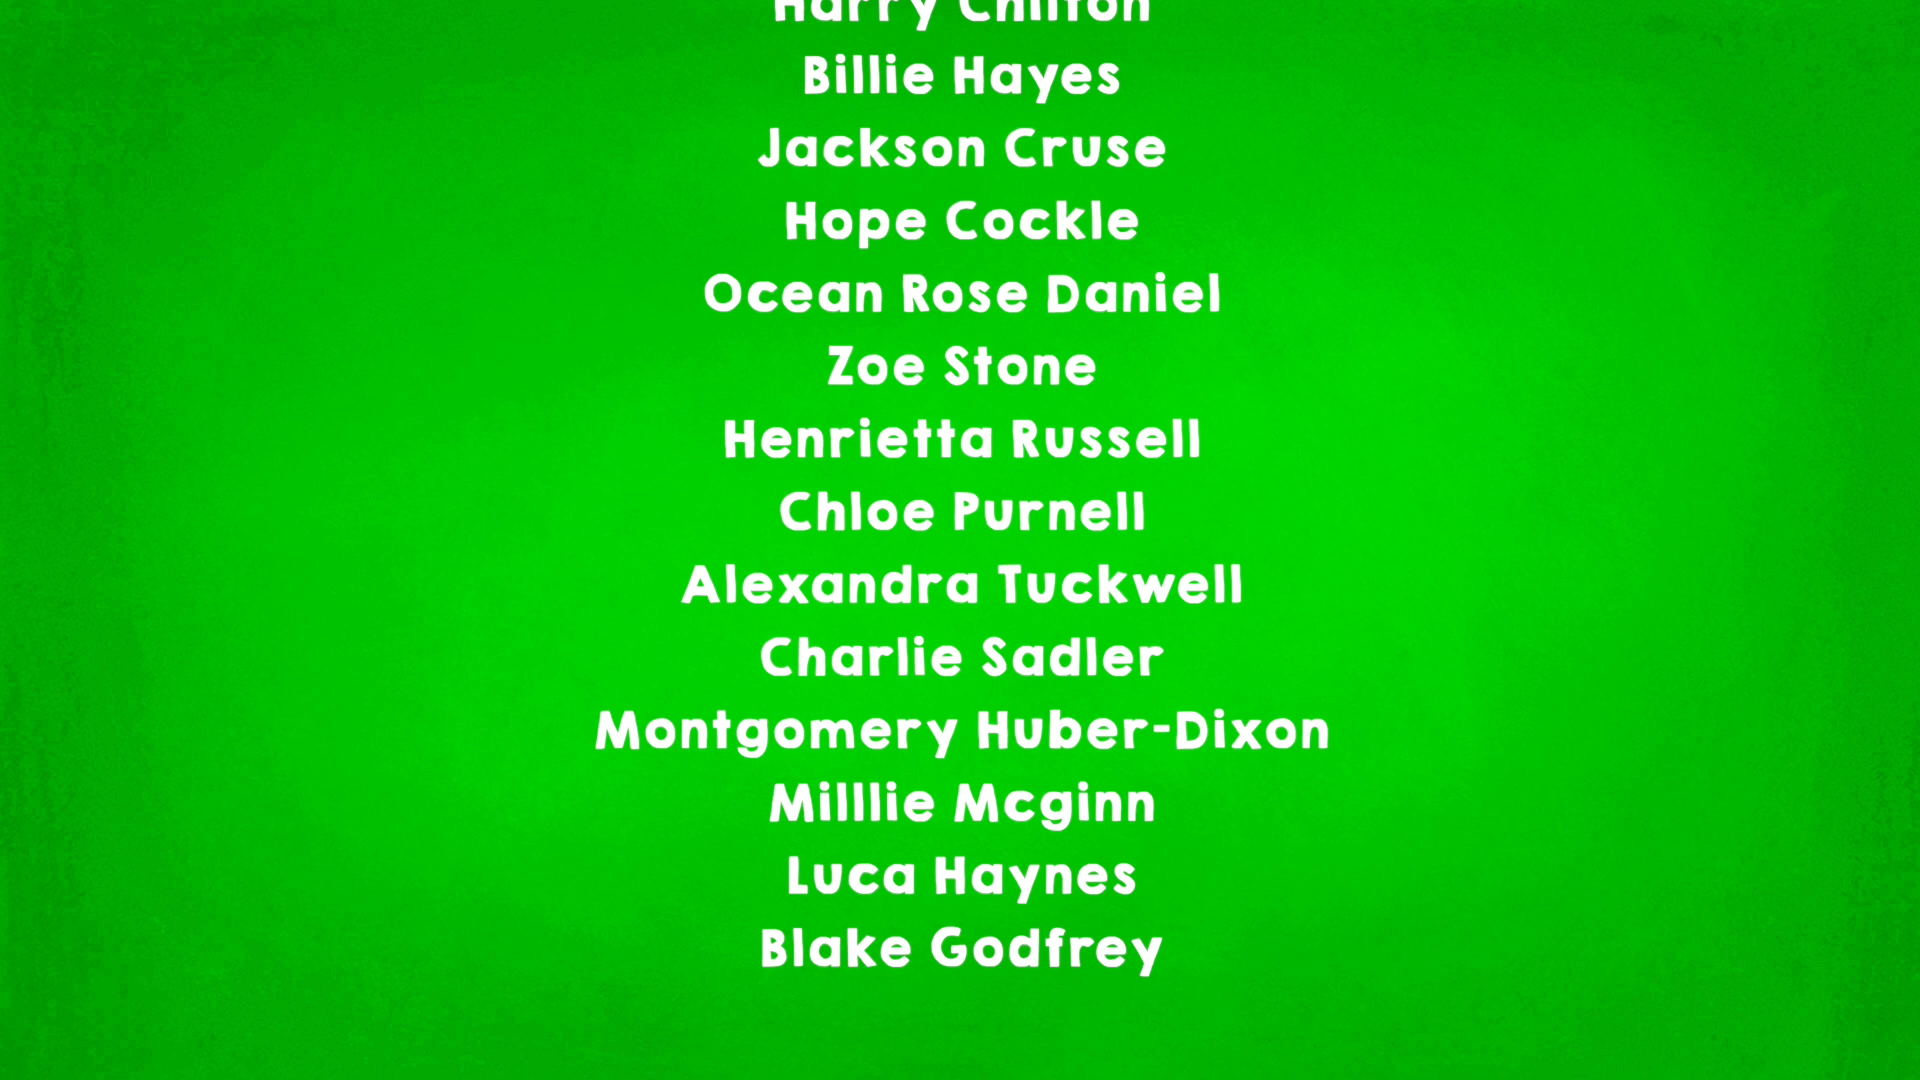 Harry Chilton
Billie Hayes
Jackson Cruse
Hope Cockle
Ocean Rose Daniel
Zoe Stone
Henrietta Russell
Chloe Purnell
Alexandra Tuckwell
Charlie Sadler
Montgomery Huber-Dixon
Milllie Mcginn
Luca Haynes
Blake Godfrey